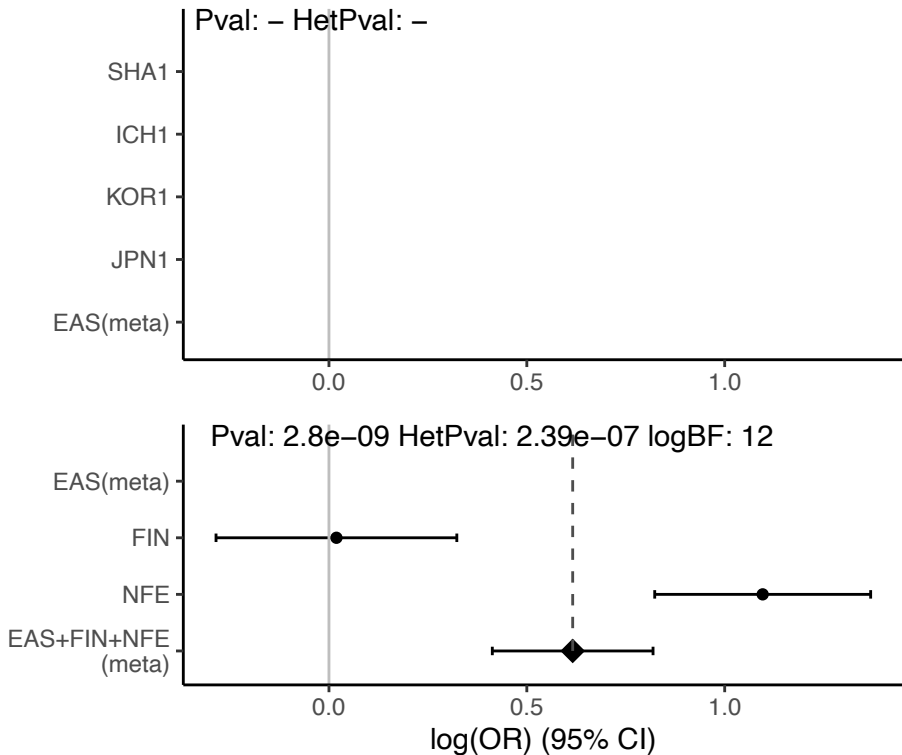 Pval: − HetPval: −
SHA1
ICH1
KOR1
JPN1
EAS(meta)
0.0 0.5 1.0
Pval: 2.8e−09 HetPval: 2.39e−07 logBF: 12
EAS(meta)
FIN
NFE
EAS+FIN+NFE
(meta)
0.0 0.5 1.0
log(OR) (95% CI)